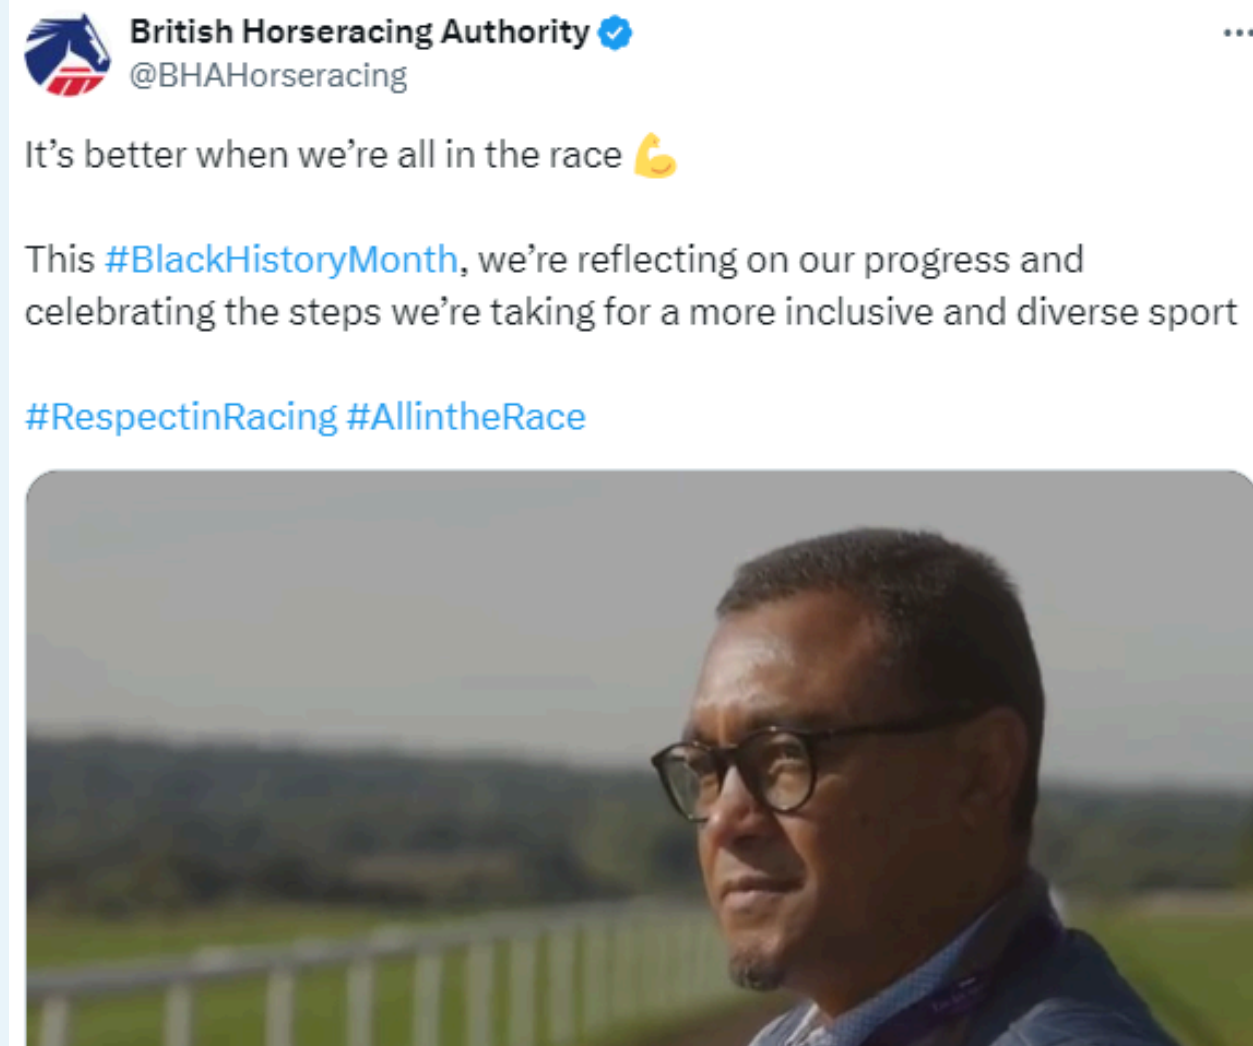 British Horseracing Authority
@BHAHorseracing
It’s better when we’re all in the race 💪
This #BlackHistoryMonth, we’re reflecting on our progress and
celebrating the steps we’re taking for a more inclusive and diverse sport
#RespectinRacing #AllintheRace